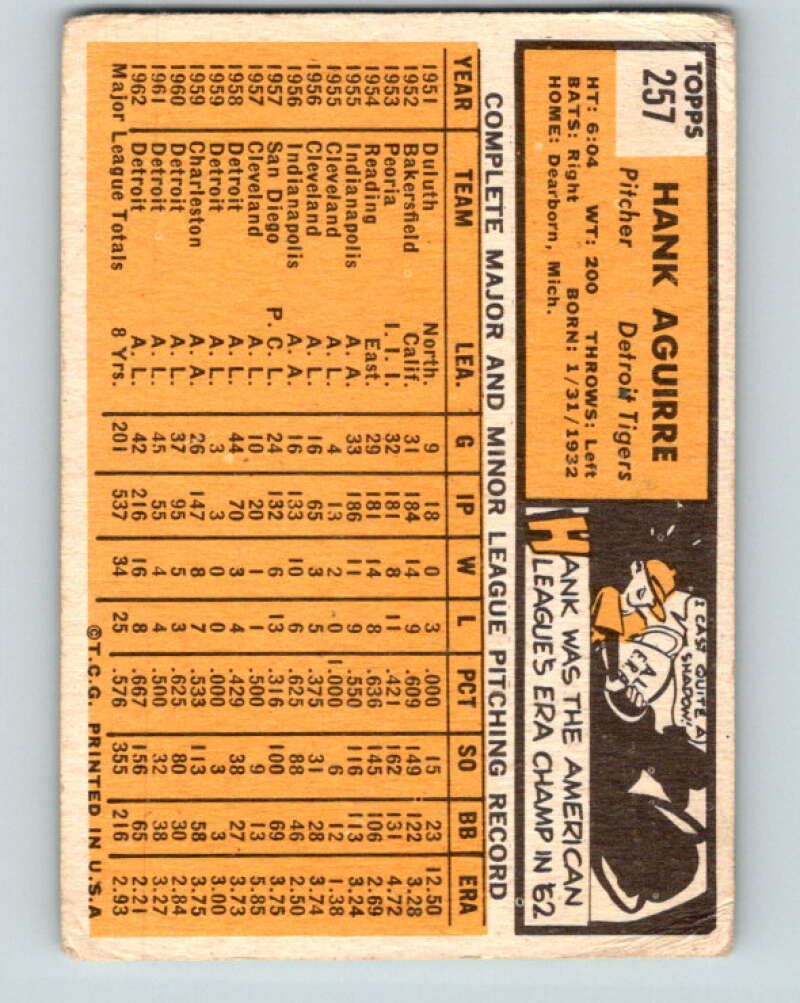 TOPPS
257
HANK AGUIRRE
Pitcher Detroit Tigers
HT: 6:04 WT: 200 THROWS: Left
BATS: Right BORN: 1/31/1932
HOME: Dearborn, Mich.
I CAST QUITE A
SHADOW!
A.L.
ERA
HANK WAS THE AMERICAN
LEAGUE'S ERA CHAMP IN '62
COMPLETE MAJOR AND MINOR LEAGUE PITCHING RECORD
YEAR TEAM LEA. G IP W L PCT SO BB ERA
1951 Duluth North. 9 18 0 3 .000 15 23 12.50
1952 Bakersfield Calif. 31 184 14 9 .609 149 122 3.28
1953 Peoria I.I.I. 32 181 8 11 .421 162 131 4.72
1954 Reading East. 29 181 14 8 .636 145 106 2.69
1955 Indianapolis A. A. 33 186 11 9 .550 116 113 3.24
1955 Cleveland A. L. 4 13 2 0 1.000 6 12 1.38
1956 Cleveland A. L. 16 65 3 5 .375 31 28 3.74
1956 Indianapolis A. A. 16 133 10 6 .625 88 46 2.50
1957 San Diego P. C. L. 24 132 6 13 .316 100 69 3.75
1957 Cleveland A. L. 10 20 1 1 .500 9 13 5.85
1958 Detroit A. L. 44 70 3 4 .429 38 27 3.73
1959 Detroit A. L. 3 3 0 0 .000 3 3 3.00
1959 Charleston A. A. 26 147 8 7 .533 113 58 3.75
1960 Detroit A. L. 37 95 5 3 .625 80 30 2.84
1961 Detroit A. L. 45 55 4 4 .500 32 38 3.27
1962 Detroit A. L. 42 216 16 8 .667 156 65 2.21
Major League Totals 8 Yrs. 201 537 34 25 .576 355 216 2.93
©T.C.G. PRINTED IN U.S.A